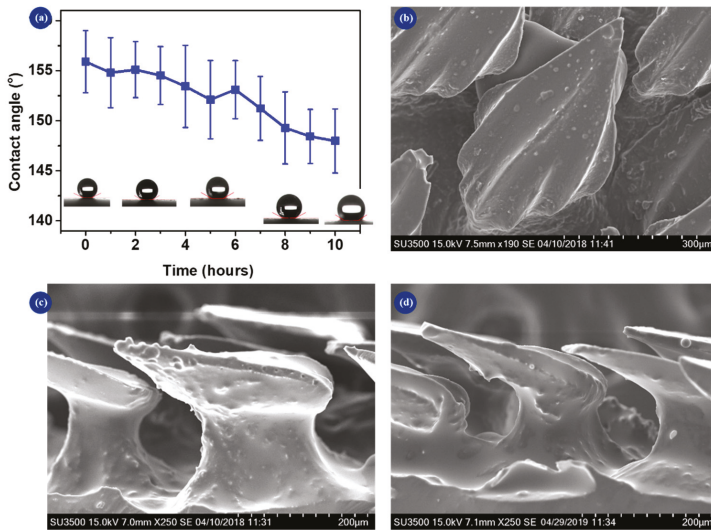 (a)
Contact angle (°)
155
150
145
140
0 2 4 6 8 10
Time (hours)
(b)
SU3500 15.0kV 7.5mm x190 SE 04/10/2018 11:41 300µm
(c)
SU3500 15.0kV 7.0mm X250 SE 04/10/2018 11:31 200µm
(d)
SU3500 15.0kV 7.1mm X250 SE 04/29/2019 11:34 200µm